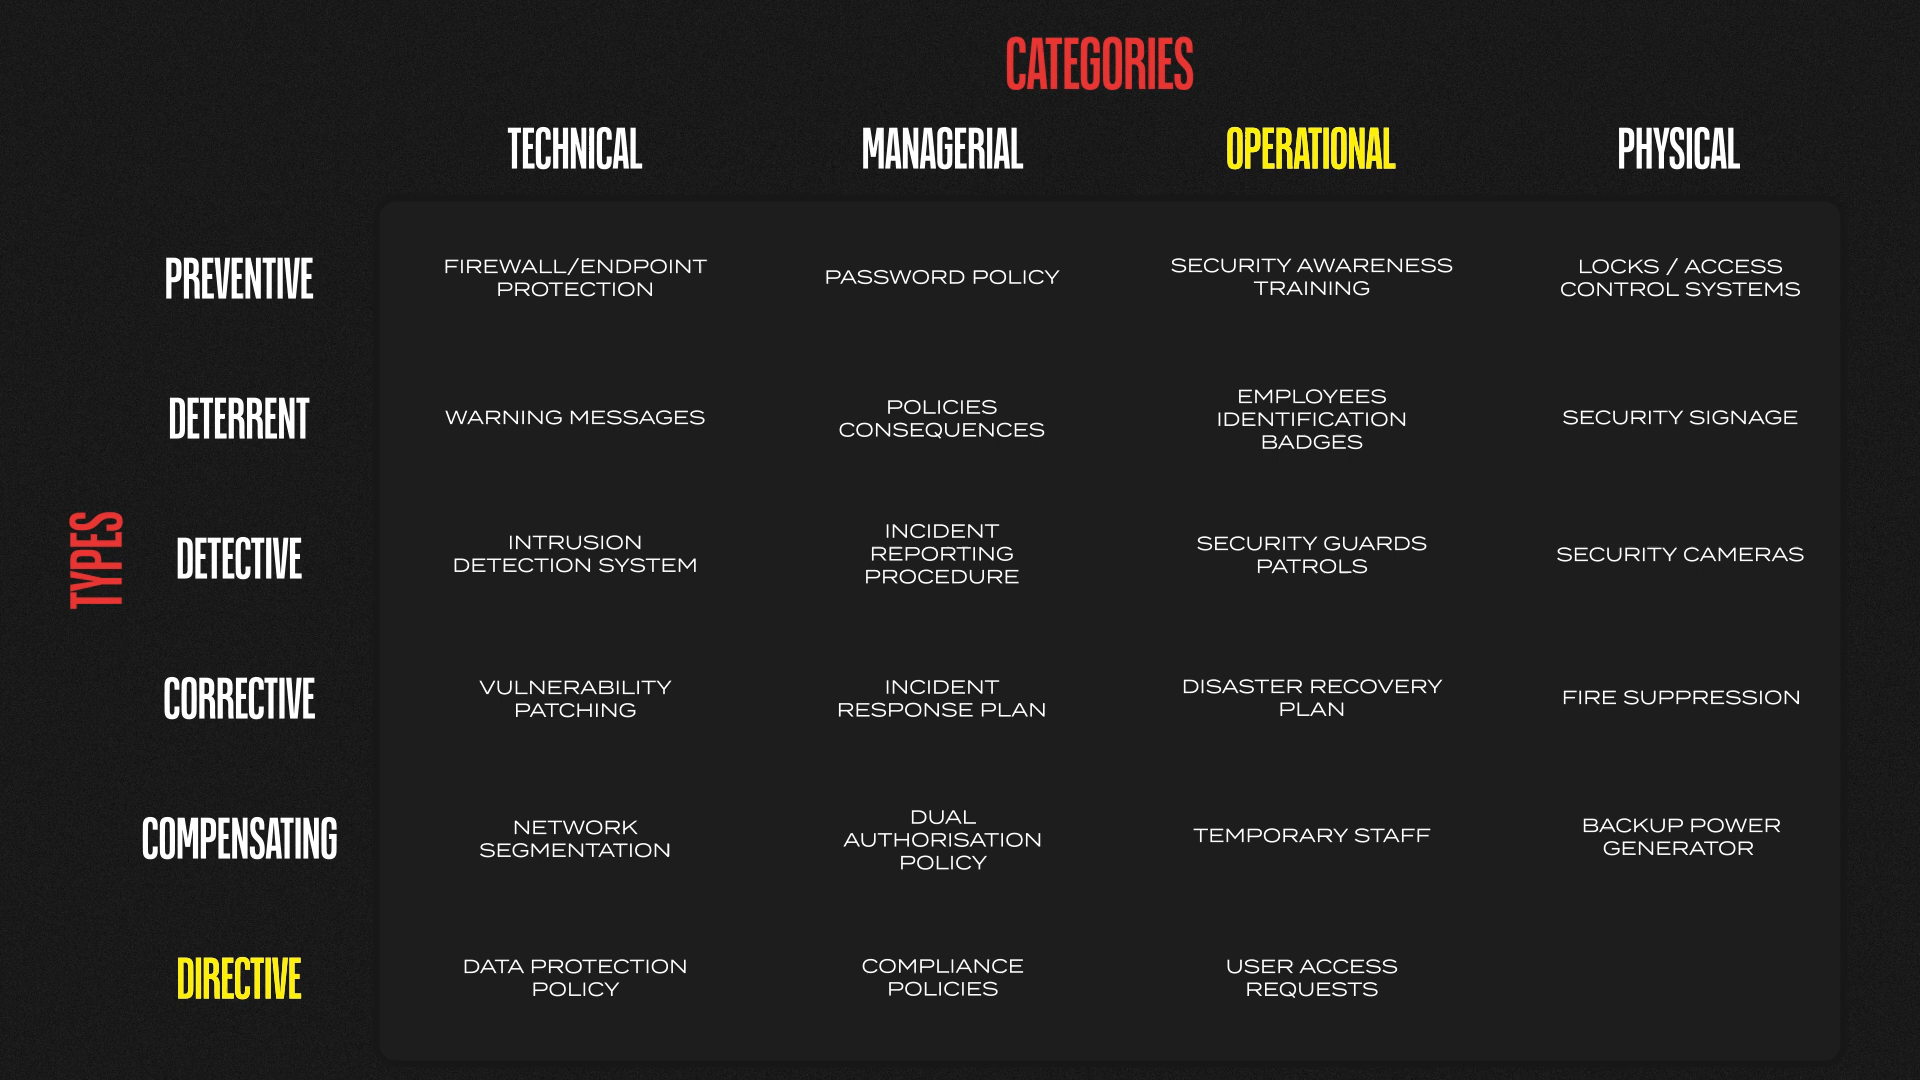 CATEGORIES
TECHNICAL
MANAGERIAL
OPERATIONAL
PHYSICAL
TYPES
PREVENTIVE
FIREWALL/ENDPOINT
PROTECTION
PASSWORD POLICY
SECURITY AWARENESS
TRAINING
LOCKS / ACCESS
CONTROL SYSTEMS
DETERRENT
WARNING MESSAGES
POLICIES
CONSEQUENCES
EMPLOYEES
IDENTIFICATION
BADGES
SECURITY SIGNAGE
DETECTIVE
INTRUSION
DETECTION SYSTEM
INCIDENT
REPORTING
PROCEDURE
SECURITY GUARDS
PATROLS
SECURITY CAMERAS
CORRECTIVE
VULNERABILITY
PATCHING
INCIDENT
RESPONSE PLAN
DISASTER RECOVERY
PLAN
FIRE SUPPRESSION
COMPENSATING
NETWORK
SEGMENTATION
DUAL
AUTHORISATION
POLICY
TEMPORARY STAFF
BACKUP POWER
GENERATOR
DIRECTIVE
DATA PROTECTION
POLICY
COMPLIANCE
POLICIES
USER ACCESS
REQUESTS